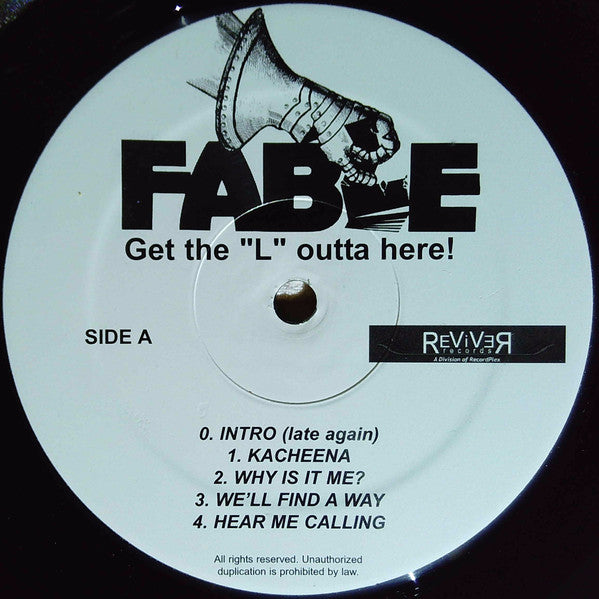 FABLE
Get the "L" outta here!
SIDE A
REViVER
records
A Division of RecordPlex
0. INTRO (late again)
1. KACHEENA
2. WHY IS IT ME?
3. WE'LL FIND A WAY
4. HEAR ME CALLING
All rights reserved. Unauthorized
duplication is prohibited by law.